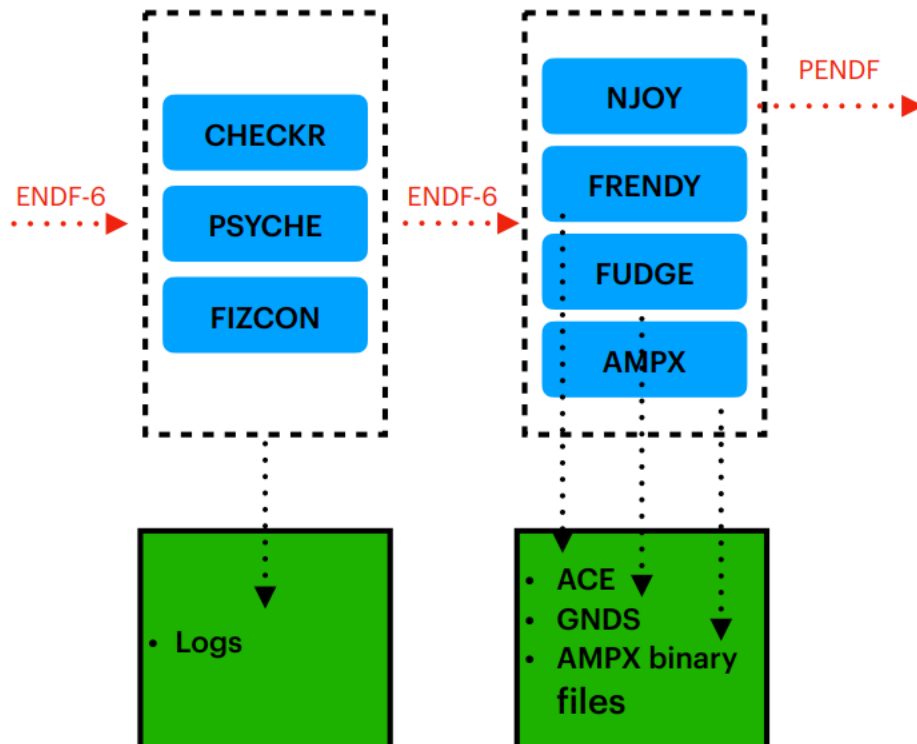 ENDF-6
CHECKR
PSYCHE
FIZCON
ENDF-6
NJOY
FRENDY
FUDGE
AMPX
PENDF
• Logs
• ACE
• GNDS
• AMPX binary
files